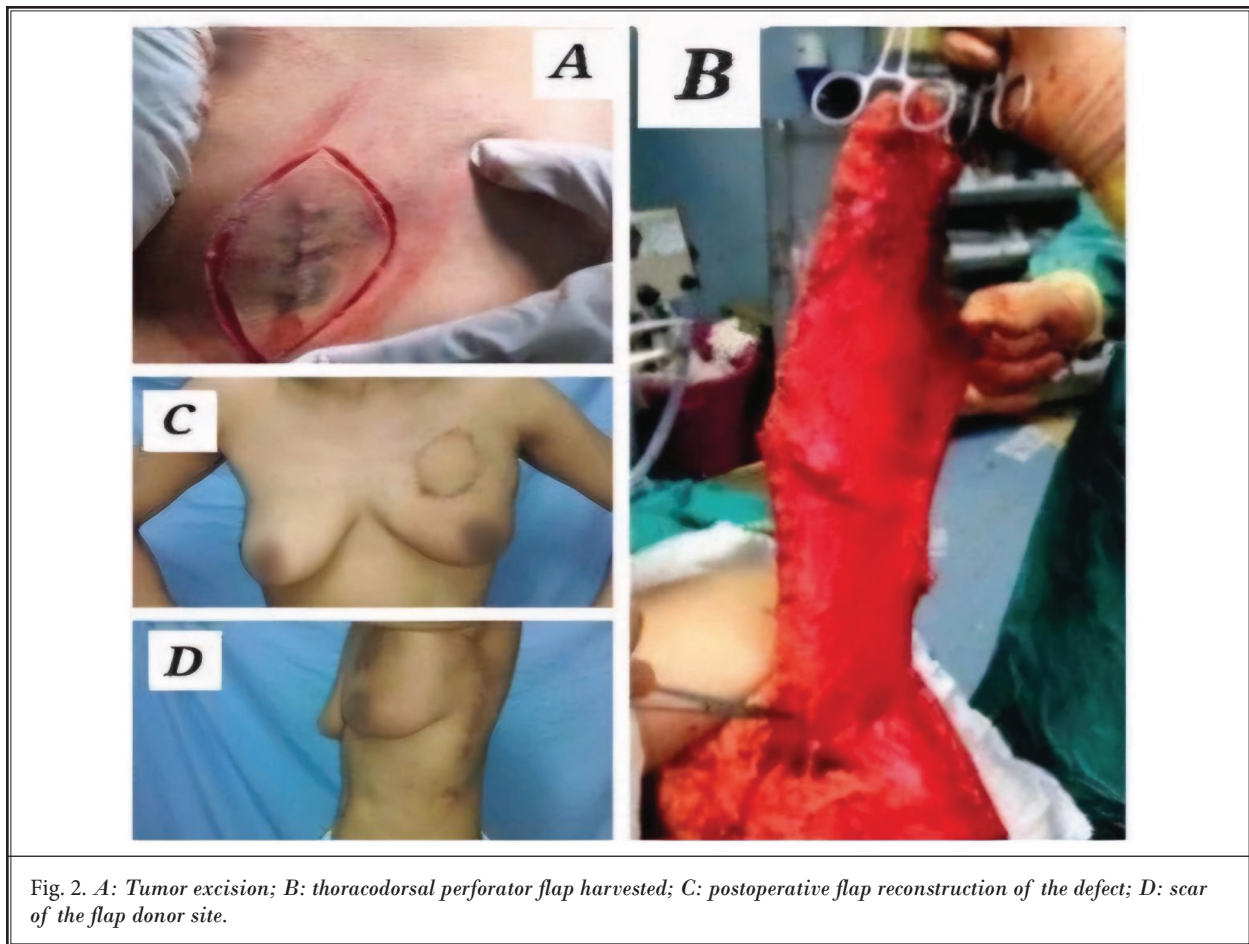 A
B
C
D
Fig. 2. A: Tumor excision; B: thoracodorsal perforator flap harvested; C: postoperative flap reconstruction of the defect; D: scar
of the flap donor site.